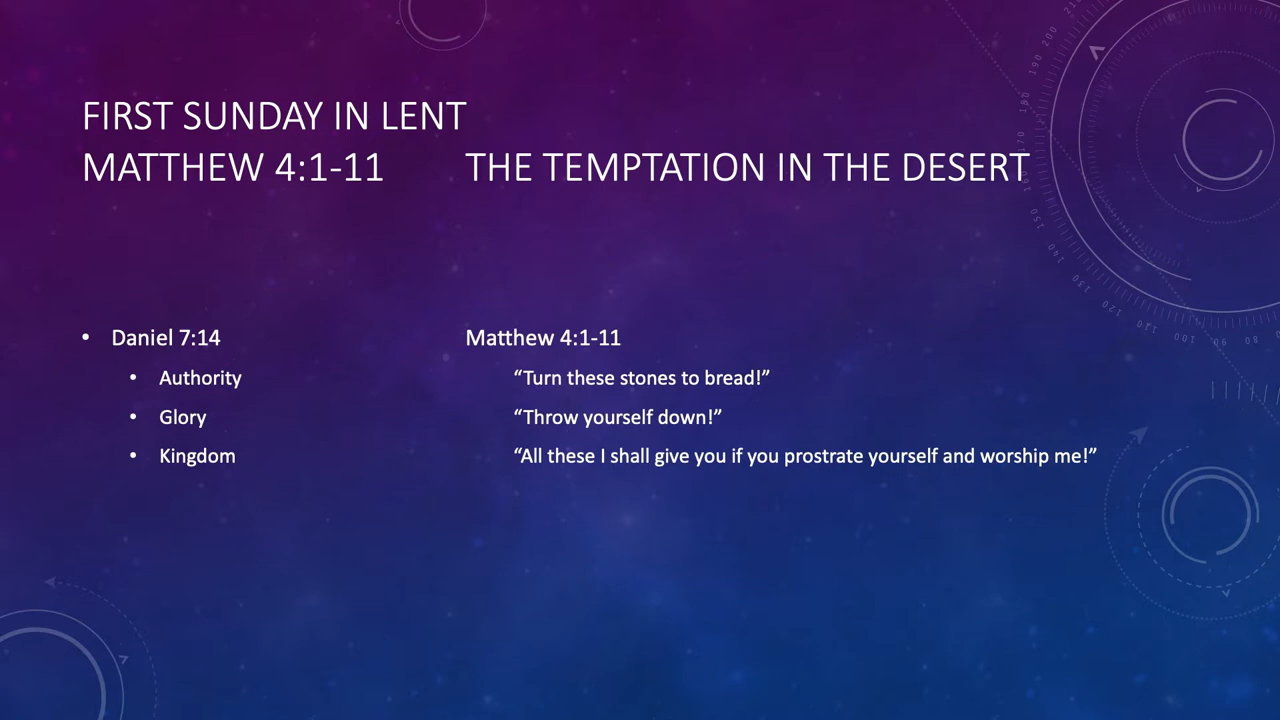 FIRST SUNDAY IN LENT
MATTHEW 4:1-11 THE TEMPTATION IN THE DESERT
• Daniel 7:14 Matthew 4:1-11
• Authority “Turn these stones to bread!”
• Glory “Throw yourself down!”
• Kingdom “All these I shall give you if you prostrate yourself and worship me!”